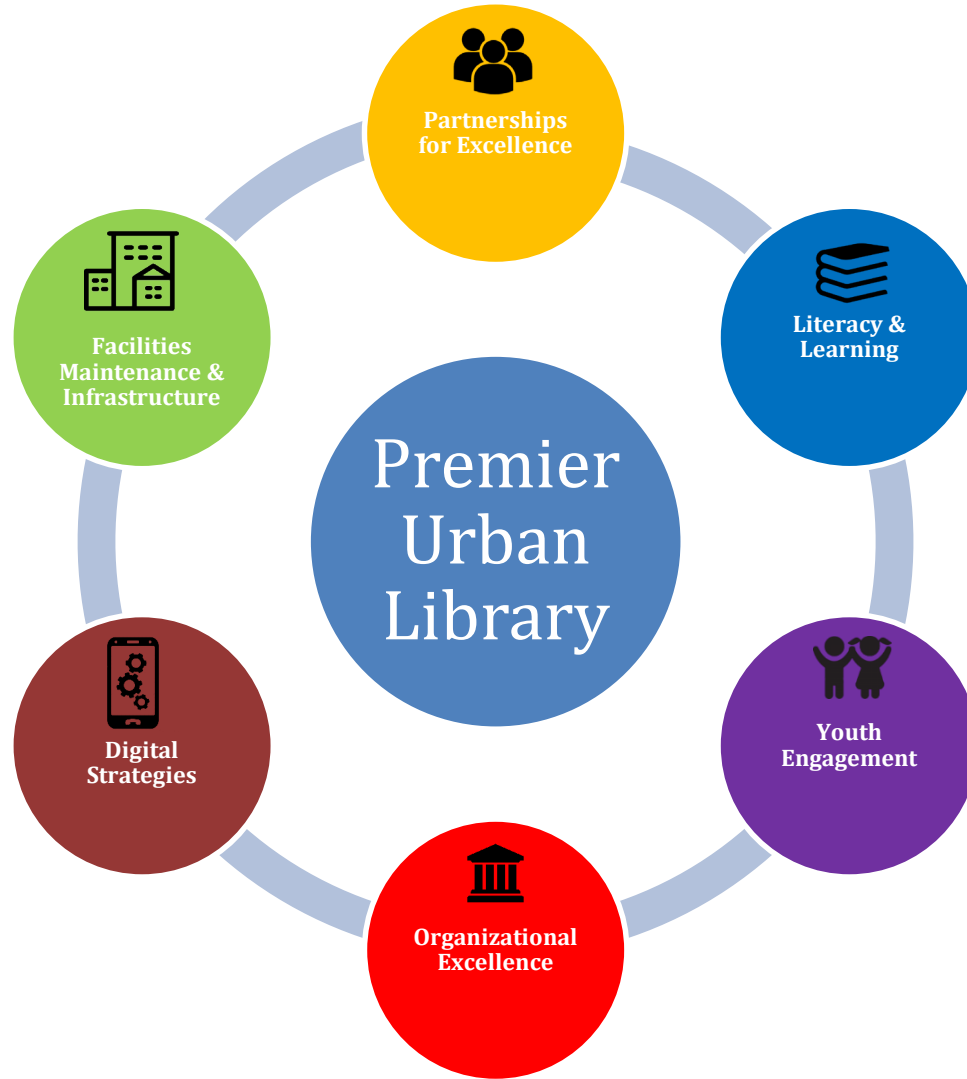 Partnerships
for Excellence
Literacy &
Learning
Youth
Engagement
Organizational
Excellence
Digital
Strategies
Facilities
Maintenance &
Infrastructure
Premier
Urban
Library